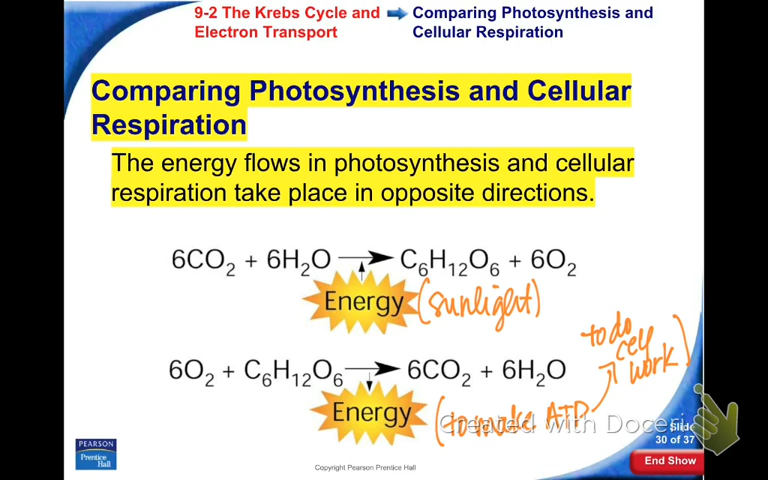 9-2 The Krebs Cycle and
Electron Transport
Comparing Photosynthesis and
Cellular Respiration
Comparing Photosynthesis and Cellular
Respiration
The energy flows in photosynthesis and cellular
respiration take place in opposite directions.
6CO₂ + 6H₂O → C₆H₁₂O₆ + 6O₂
Energy (sunlight)
6O₂ + C₆H₁₂O₆ → 6CO₂ + 6H₂O
Energy (to make ATP
to do
cell
work)
Created with Doceri
PEARSON
Prentice
Hall
Slide
30 of 37
End Show
Copyright Pearson Prentice Hall